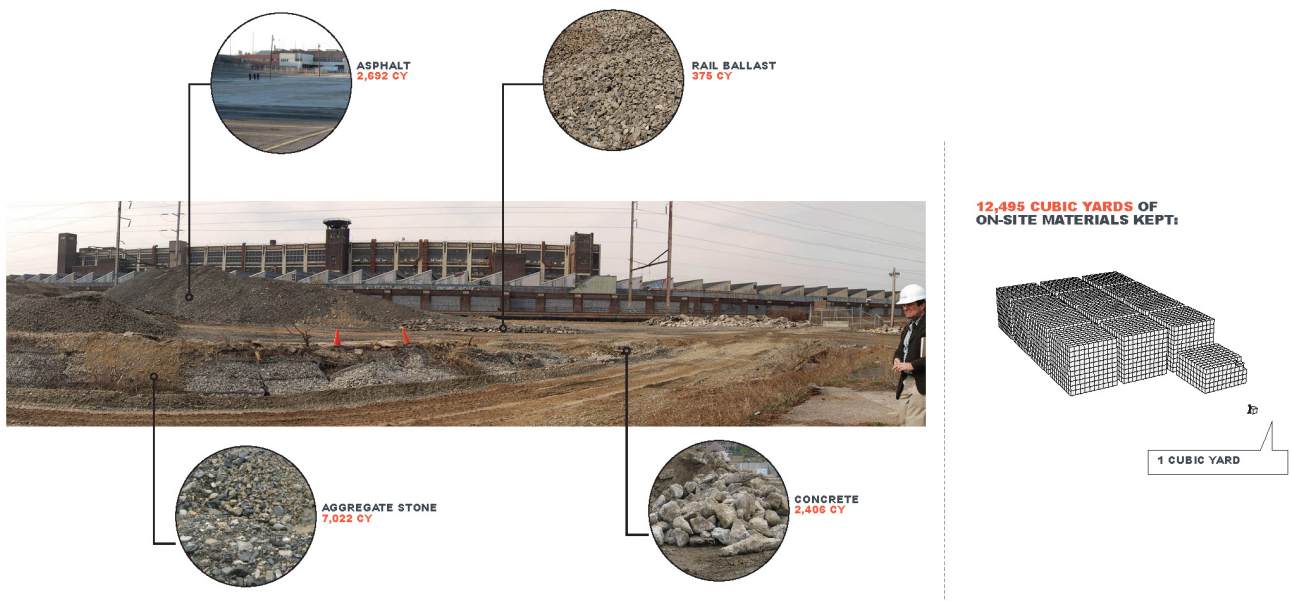 ASPHALT
2,692 CY
RAIL BALLAST
375 CY
12,495 CUBIC YARDS OF
ON-SITE MATERIALS KEPT:
1 CUBIC YARD
AGGREGATE STONE
7,022 CY
CONCRETE
2,406 CY